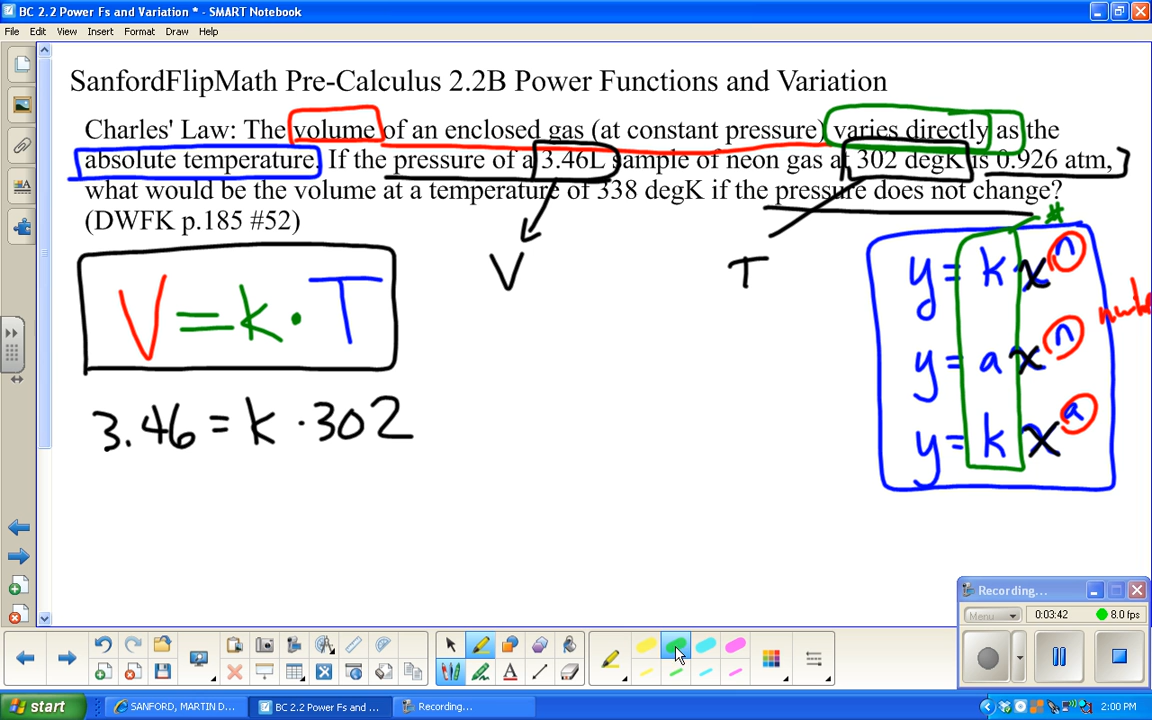 BC 2.2 Power Fs and Variation * - SMART Notebook
File Edit View Insert Format Draw Help
SanfordFlipMath Pre-Calculus 2.2B Power Functions and Variation
Charles' Law: The volume of an enclosed gas (at constant pressure) varies directly as the
absolute temperature. If the pressure of a 3.46L sample of neon gas at 302 degK is 0.926 atm,
what would be the volume at a temperature of 338 degK if the pressure does not change?
(DWFK p.185 #52)
#
V T
V = k · T
y = k x^n
y = a x^n
y = k x^a
3.46 = k · 302
Recording...
Menu 0:03:42 8.0 fps
start SANFORD, MARTIN D... BC 2.2 Power Fs and ... Recording... 2:00 PM